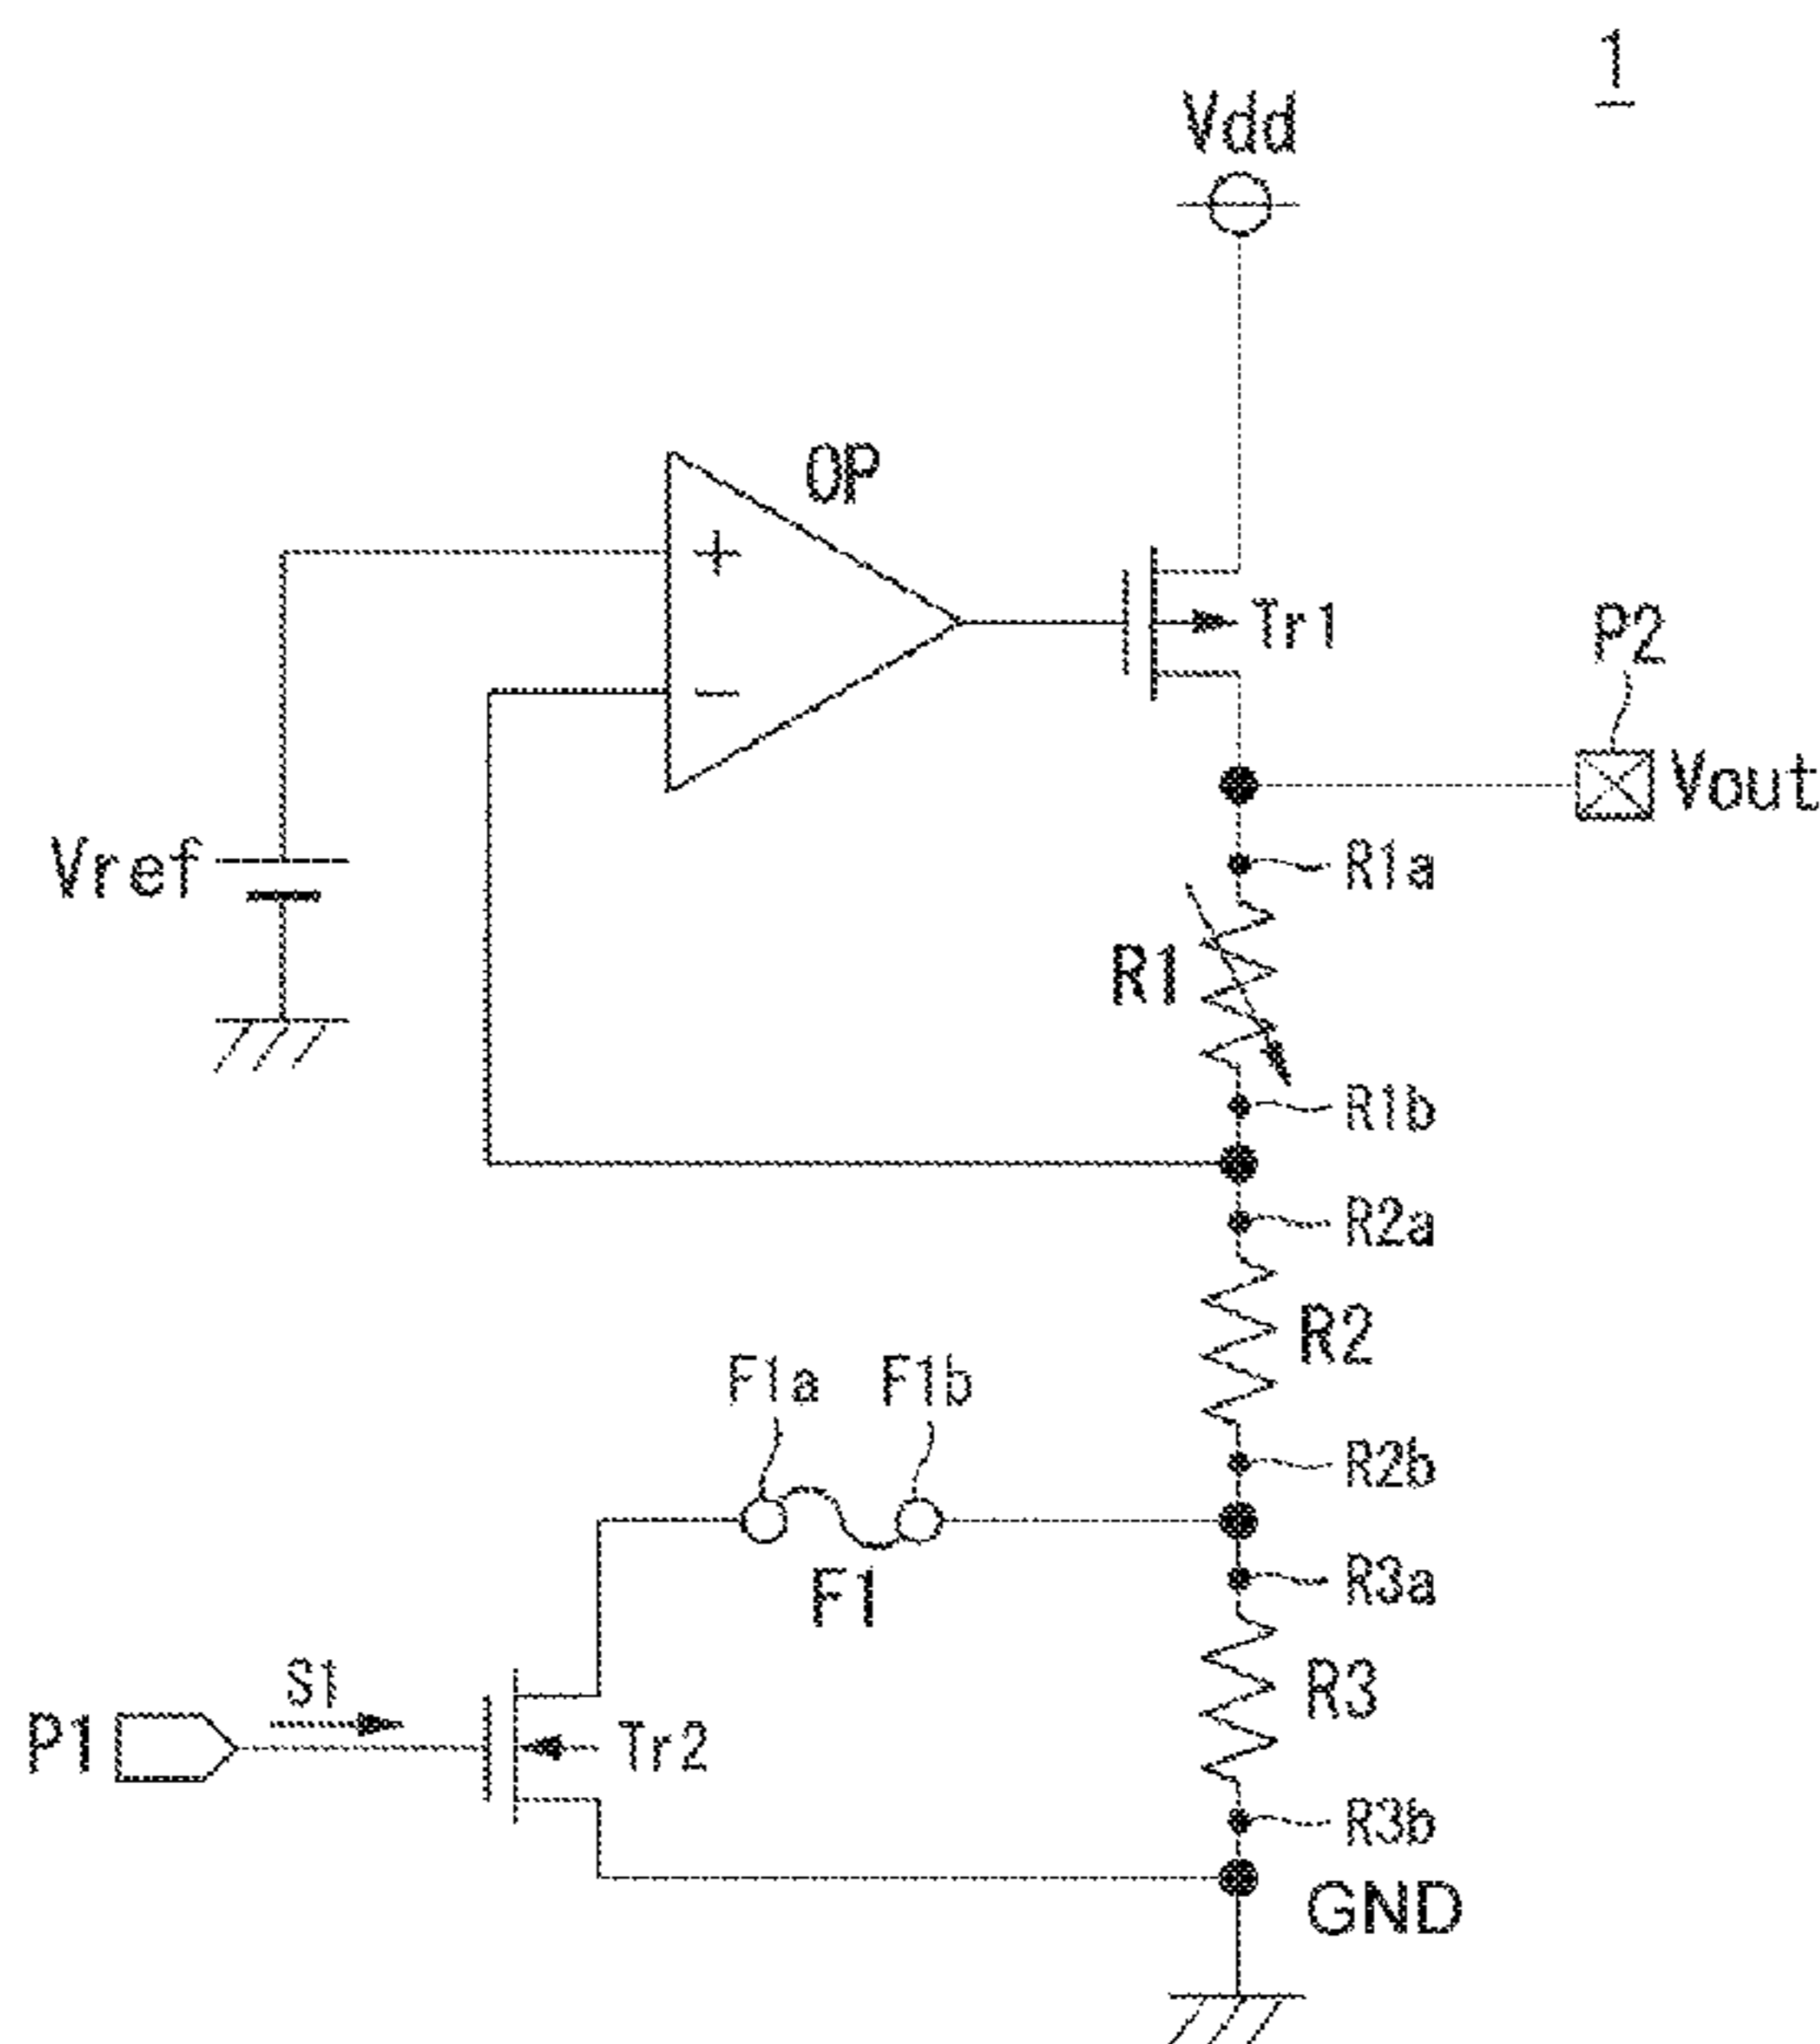 1
Vdd
OP
+
Tr1
P2
−
Vout
Vref
R1a
R1
R1b
R2a
R2
F1a F1b
R2b
F1
R3a
S1
R3
P1
Tr2
R3b
GND